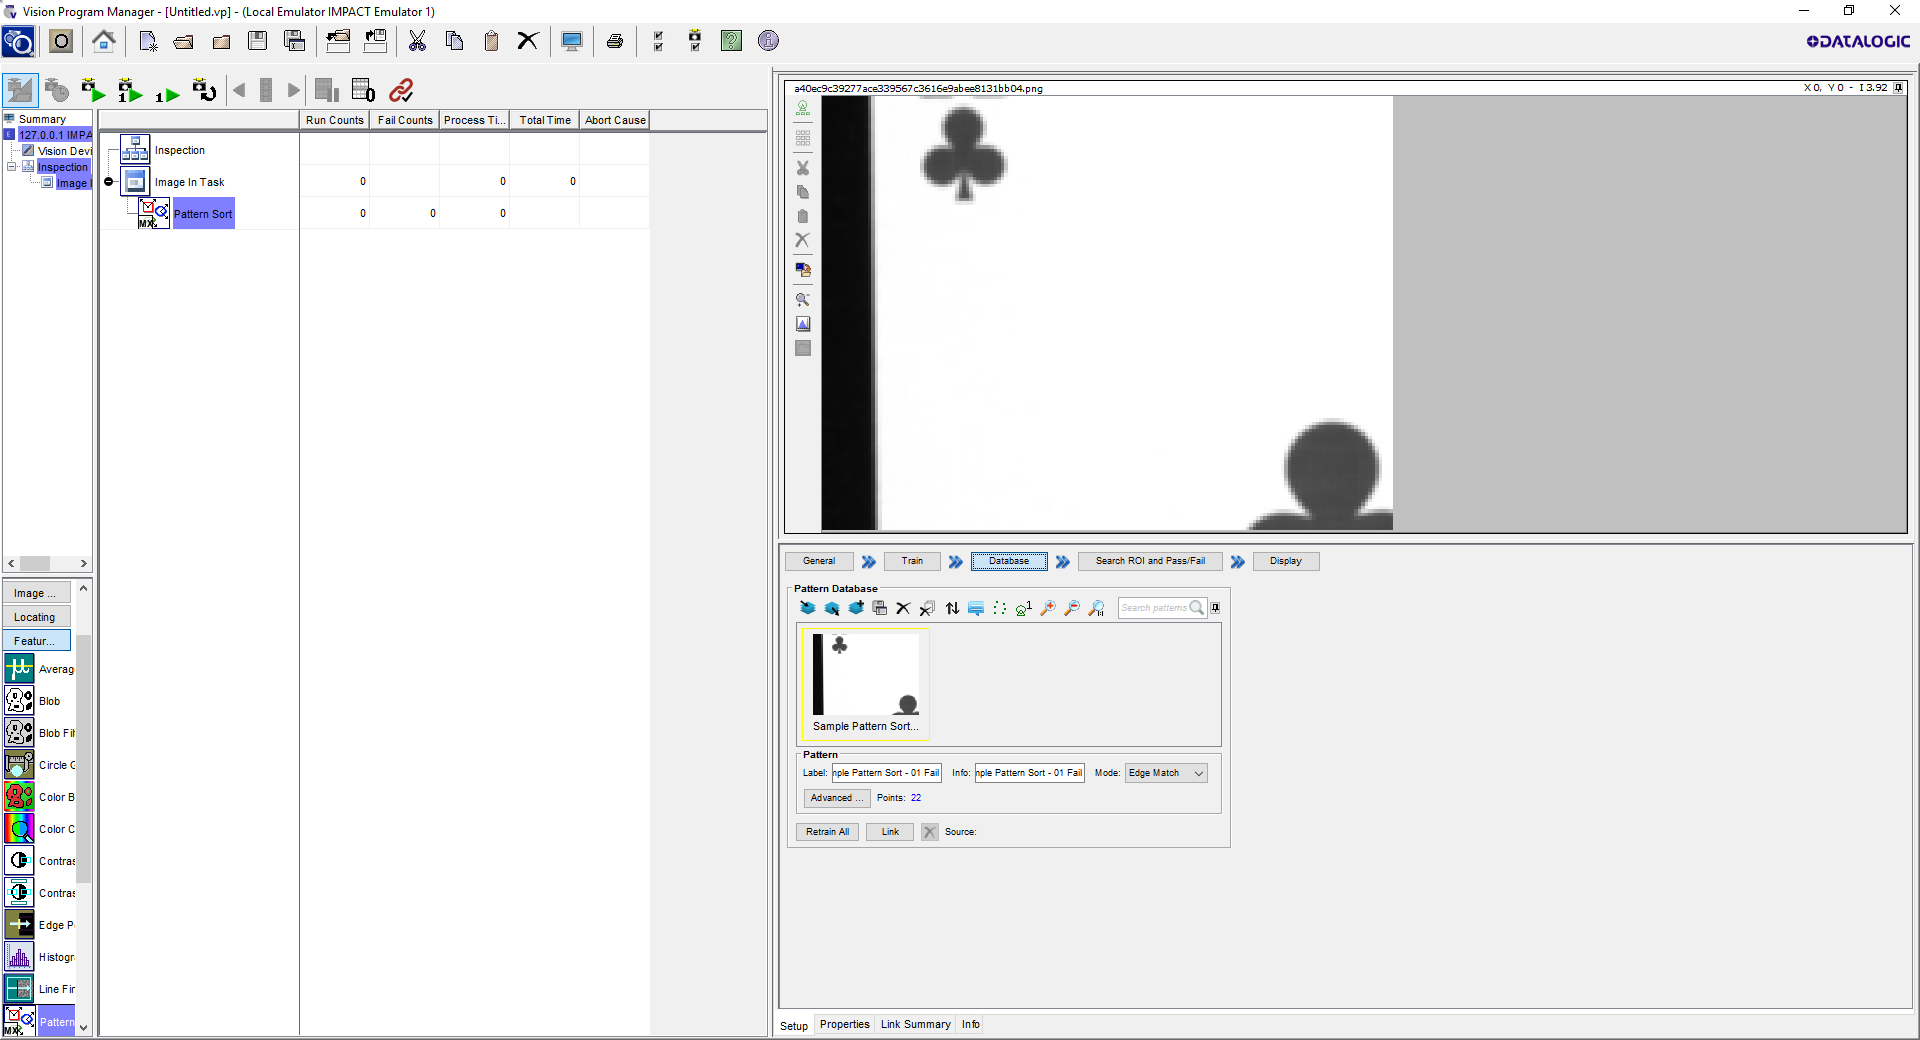 Vision Program Manager - [Untitled.vp] - (Local Emulator IMPACT Emulator 1)
DATALOGIC
Summary
127.0.0.1 IMPA
Vision Devi
Inspection
Image I
Run Counts Fail Counts Process Ti... Total Time Abort Cause
Inspection
Image In Task 0 0 0
Pattern Sort 0 0 0
a40ec9c39277ace339567c3616e9abee8131bb04.png X 0, Y 0 - I 3.92
Image ...
Locating
Featur...
Averag
Blob
Blob Fil
Circle G
Color B
Color C
Contras
Contras
Edge P
Histogr
Line Fin
Pattern
General Train Database Search ROI and Pass/Fail Display
Pattern Database
Search patterns
Sample Pattern Sort...
Pattern
Label: nple Pattern Sort - 01 Fail Info: nple Pattern Sort - 01 Fail Mode: Edge Match
Advanced ... Points: 22
Retrain All Link Source:
Setup Properties Link Summary Info